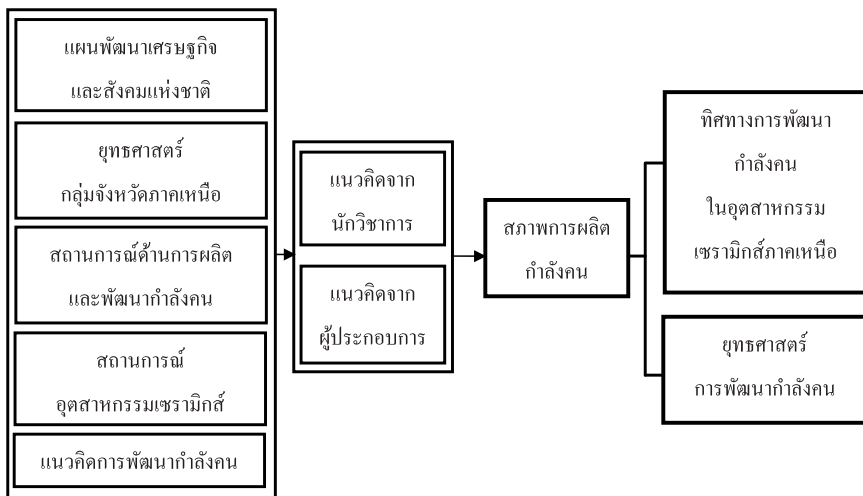 แผนพัฒนาเศรษฐกิจ
และสังคมแห่งชาติ
ยุทธศาสตร์
กลุ่มจังหวัดภาคเหนือ
สถานการณ์ด้านการผลิต
และพัฒนากำลังคน
สถานการณ์
อุตสาหกรรมเซรามิกส์
แนวคิดการพัฒนากำลังคน
แนวคิดจาก
นักวิชาการ
แนวคิดจาก
ผู้ประกอบการ
สภาพการผลิต
กำลังคน
ทิศทางการพัฒนา
กำลังคน
ในอุตสาหกรรม
เซรามิกส์ภาคเหนือ
ยุทธศาสตร์
การพัฒนากำลังคน